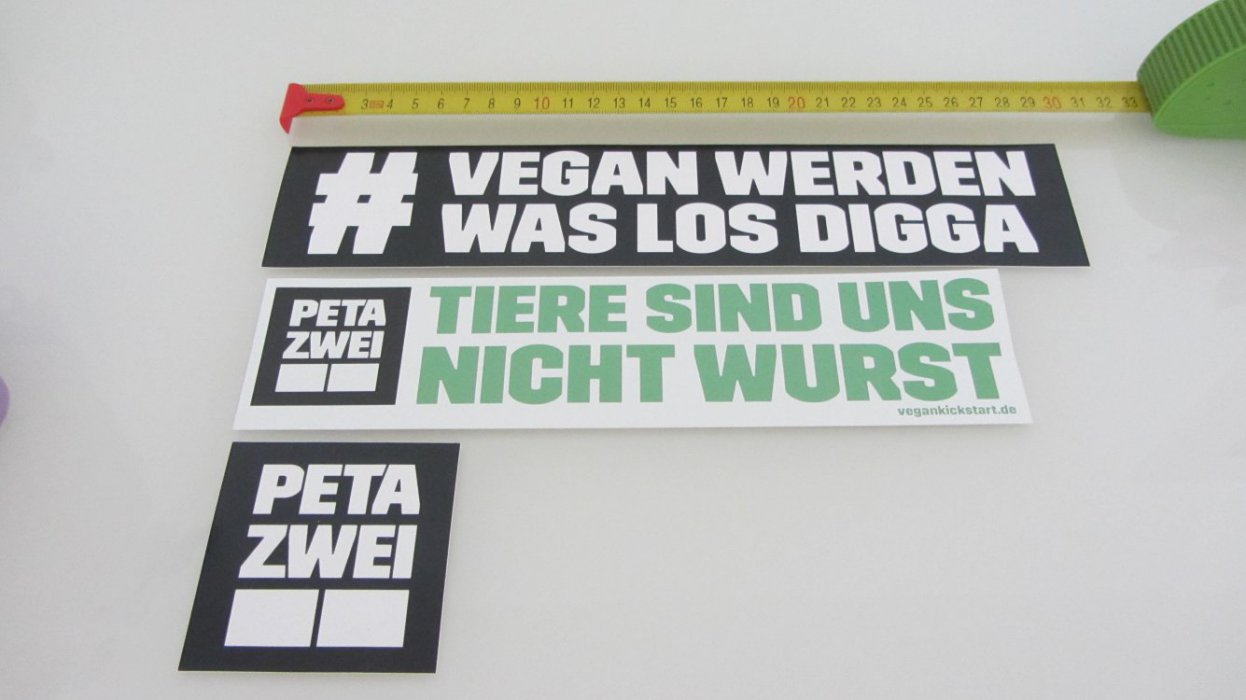 3 4 5 6 7 8 9 10 11 12 13 14 15 16 17 18 19 20 21 22 23 24 25 26 27 28 29 30 31 32 33
# VEGAN WERDEN
WAS LOS DIGGA
PETA
ZWEI
TIERE SIND UNS
NICHT WURST
vegankickstart.de
PETA
ZWEI